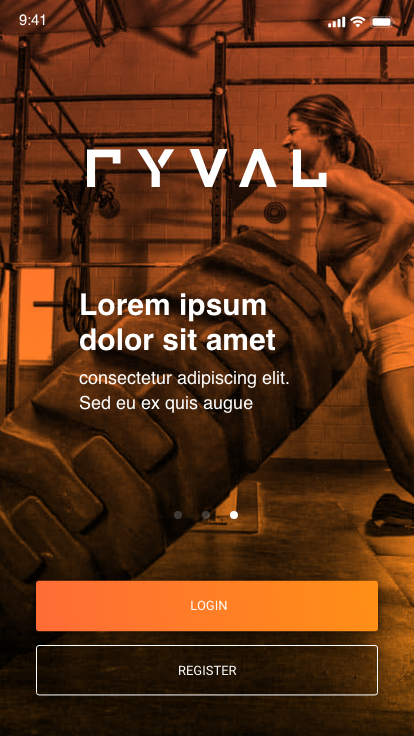 9:41
RYVAL
Lorem ipsum
dolor sit amet
consectetur adipiscing elit.
Sed eu ex quis augue
LOGIN
REGISTER